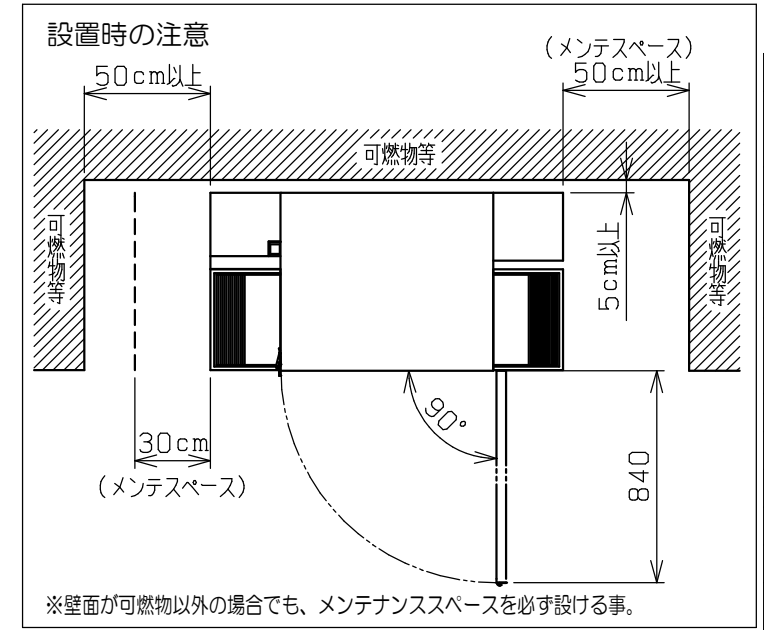 設置時の注意
(メンテスペース)
50cm以上
50cm以上
可燃物等
可燃物等
可燃物等
5cm以上
90°
30cm
(メンテスペース)
840
※壁面が可燃物以外の場合でも、メンテナンススペースを必ず設ける事。